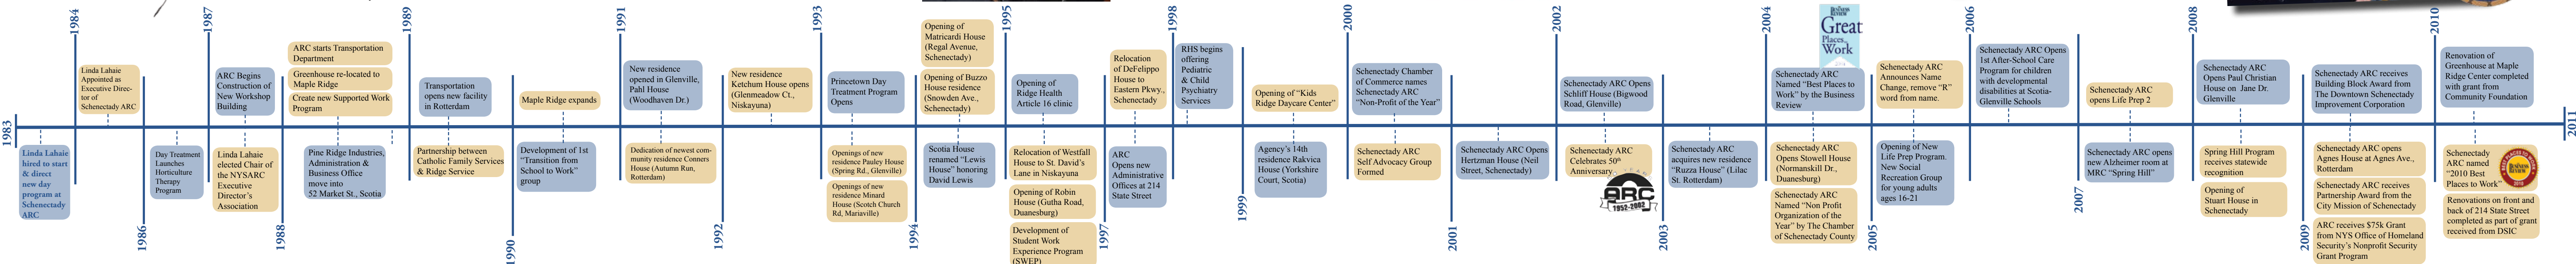 1983
Linda Lahaie
hired to start
& direct
new day
program at
Schenectady
ARC
1984
Linda Lahaie
Appointed as
Executive Direc-
tor of
Schenectady ARC
1986
Day Treatment
Launches
Horticulture
Therapy
Program
1987
ARC Begins
Construction of
New Workshop
Building
Linda Lahaie
elected Chair of
the NYSARC
Executive
Director's
Association
1988
ARC starts Transportation
Department
Greenhouse re-located to
Maple Ridge
Create new Supported Work
Program
Pine Ridge Industries,
Administration &
Business Office
move into
52 Market St., Scotia
1989
Transportation
opens new facility
in Rotterdam
Partnership between
Catholic Family Services
& Ridge Service
1990
Maple Ridge expands
Development of 1st
“Transition from
School to Work”
group
1991
New residence
opened in Glenville,
Pahl House
(Woodhaven Dr.)
Dedication of newest com-
munity residence Conners
House (Autumn Run,
Rotterdam)
1992
New residence
Ketchum House opens
(Glenmeadow Ct.,
Niskayuna)
1993
Princetown Day
Treatment Program
Opens
Openings of new
residence Pauley House
(Spring Rd., Glenville)
Openings of new
residence Minard
House (Scotch Church
Rd, Mariaville)
1994
Opening of
Matricardi House
(Regal Avenue,
Schenectady)
Opening of Buzzo
House residence
(Snowden Ave.,
Schenectady)
Scotia House
renamed “Lewis
House” honoring
David Lewis
1995
Opening of
Ridge Health
Article 16 clinic
Relocation of Westfall
House to St. David's
Lane in Niskayuna
Opening of Robin
House (Gutha Road,
Duanesburg)
Development of
Student Work
Experience Program
(SWEP)
1997
Relocation
of DeFelippo
House to
Eastern Pkwy.,
Schenectady
ARC
Opens new
Administrative
Offices at 214
State Street
1998
RHS begins
offering
Pediatric
& Child
Psychiatry
Services
1999
Opening of “Kids
Ridge Daycare Center”
Agency's 14th
residence Rakvica
House (Yorkshire
Court, Scotia)
2000
Schenectady Chamber
of Commerce names
Schenectady ARC
“Non-Profit of the Year”
Schenectady ARC
Self Advocacy Group
Formed
2001
Schenectady ARC Opens
Hertzman House (Neil
Street, Schenectady)
2002
Schenectady ARC Opens
Schliff House (Bigwood
Road, Glenville)
Schenectady ARC
Celebrates 50th
Anniversary
ARC
1952-2002
2003
Schenectady ARC
acquires new residence
“Ruzza House” (Lilac
St. Rotterdam)
2004
BUSINESS
REVIEW
Great
Places to
Work
Schenectady ARC
Named “Best Places to
Work” by the Business
Review
Schenectady ARC
Opens Stowell House
(Normanskill Dr.,
Duanesburg)
Schenectady ARC
Named “Non Profit
Organization of the
Year” by The Chamber
of Schenectady County
2005
Schenectady ARC
Announces Name
Change, remove “R”
word from name.
Opening of New
Life Prep Program.
New Social
Recreation Group
for young adults
ages 16-21
2006
Schenectady ARC Opens
1st After-School Care
Program for children
with developmental
disabilities at Scotia-
Glenville Schools
2007
Schenectady ARC
opens Life Prep 2
Schenectady ARC opens
new Alzheimer room at
MRC “Spring Hill”
2008
Schenectady ARC
Opens Paul Christian
House on Jane Dr.
Glenville
Spring Hill Program
receives statewide
recognition
Opening of
Stuart House in
Schenectady
2009
Schenectady ARC receives
Building Block Award from
The Downtown Schenectady
Improvement Corporation
Schenectady ARC opens
Agnes House at Agnes Ave.,
Rotterdam
Schenectady ARC receives
Partnership Award from the
City Mission of Schenectady
ARC receives $75k Grant
from NYS Office of Homeland
Security's Nonprofit Security
Grant Program
2010
Renovation of
Greenhouse at Maple
Ridge Center completed
with grant from
Community Foundation
Schenectady
ARC named
“2010 Best
Places to Work”
Renovations on front and
back of 214 State Street
completed as part of grant
received from DSIC
2011